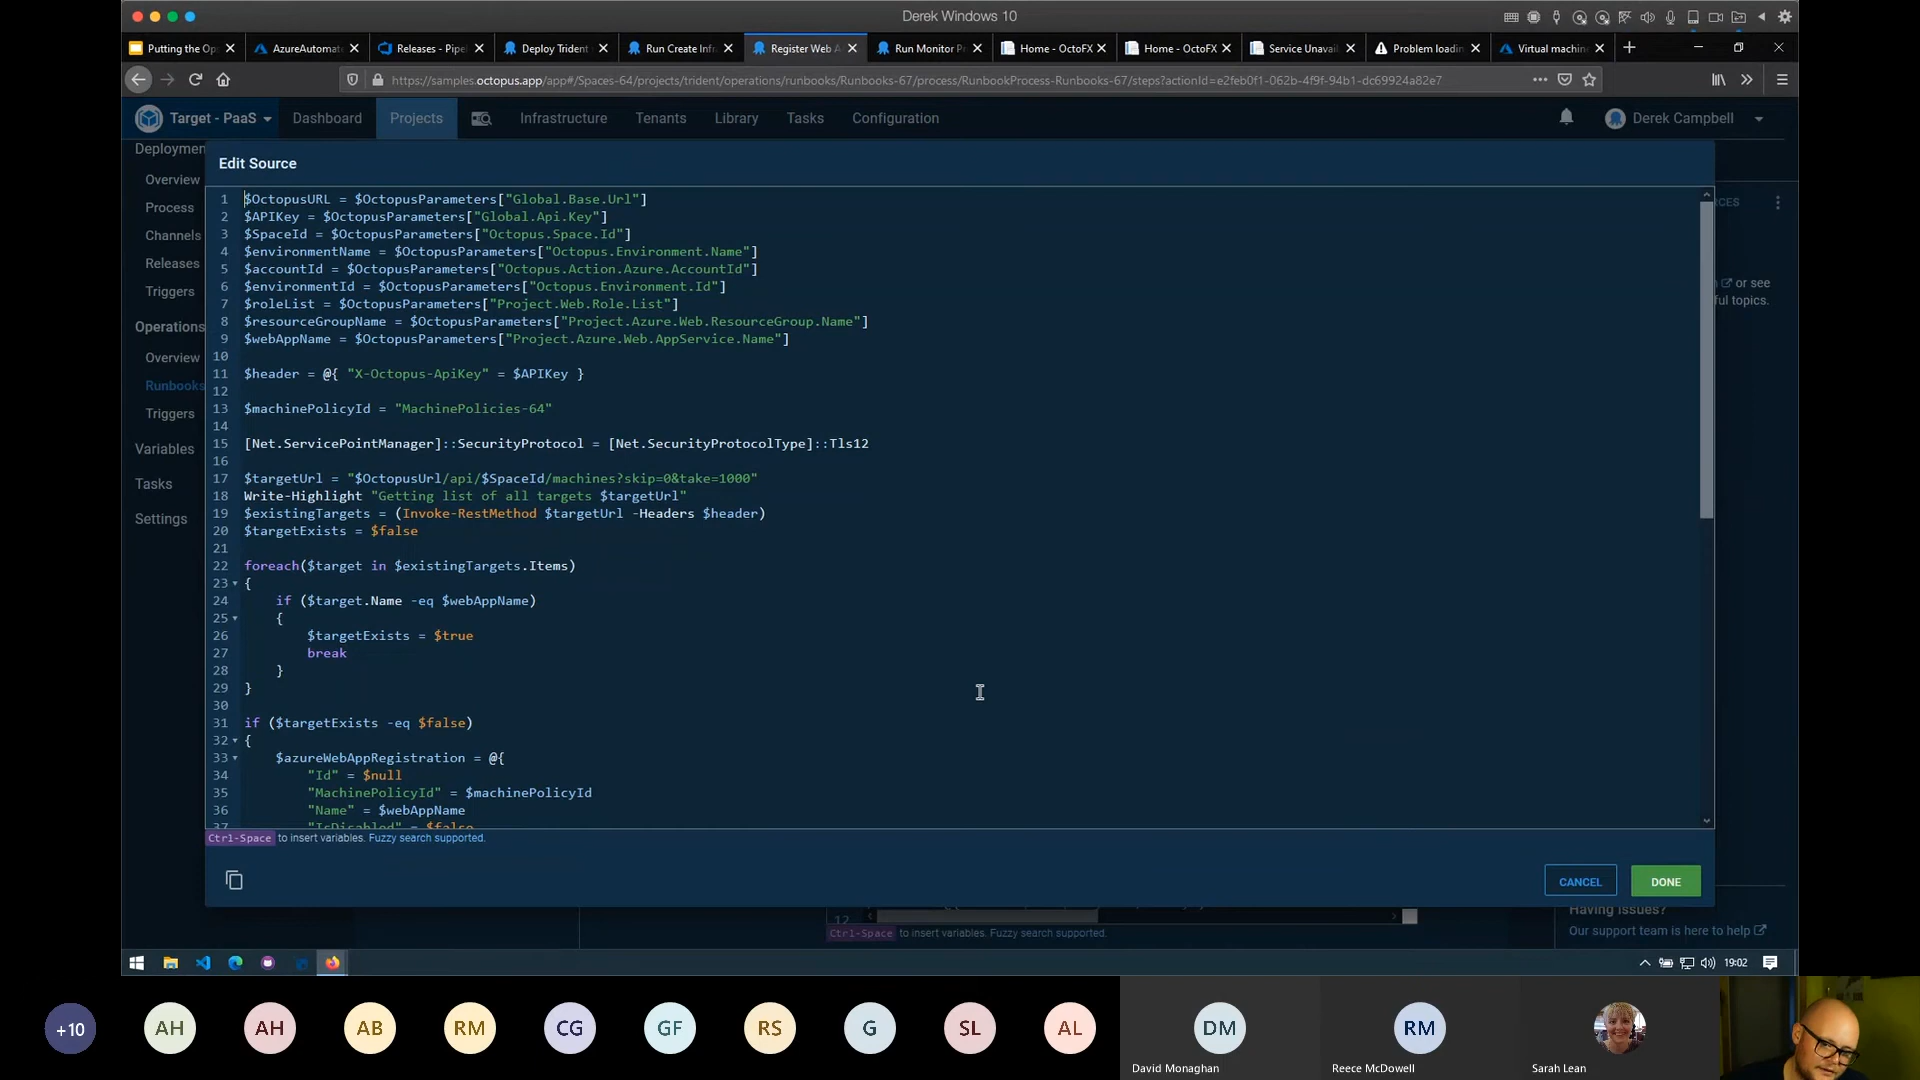 Derek Windows 10
Putting the Op
AzureAutomat
Releases - Pipel
Deploy Trident
Run Create Infr
Register Web A
Run Monitor P
Home - OctoFX
Home - OctoFX
Service Unavai
Problem loadin
Virtual machin
https://samples.octopus.app/app#/Spaces-64/projects/trident/operations/runbooks/Runbooks-67/process/RunbookProcess-Runbooks-67/steps?actionId=e2feb0f1-062b-4f9f-94b1-dc69924a82e7
Target - PaaS
Dashboard
Projects
Infrastructure
Tenants
Library
Tasks
Configuration
Derek Campbell
Deploymen
Overview
Process
Channels
Releases
Triggers
Operations
Overview
Runbooks
Triggers
Variables
Tasks
Settings
Edit Source
1 $OctopusURL = $OctopusParameters["Global.Base.Url"]
2 $APIKey = $OctopusParameters["Global.Api.Key"]
3 $SpaceId = $OctopusParameters["Octopus.Space.Id"]
4 $environmentName = $OctopusParameters["Octopus.Environment.Name"]
5 $accountId = $OctopusParameters["Octopus.Action.Azure.AccountId"]
6 $environmentId = $OctopusParameters["Octopus.Environment.Id"]
7 $roleList = $OctopusParameters["Project.Web.Role.List"]
8 $resourceGroupName = $OctopusParameters["Project.Azure.Web.ResourceGroup.Name"]
9 $webAppName = $OctopusParameters["Project.Azure.Web.AppService.Name"]
10
11 $header = @{ "X-Octopus-ApiKey" = $APIKey }
12
13 $machinePolicyId = "MachinePolicies-64"
14
15 [Net.ServicePointManager]::SecurityProtocol = [Net.SecurityProtocolType]::Tls12
16
17 $targetUrl = "$OctopusUrl/api/$SpaceId/machines?skip=0&take=1000"
18 Write-Highlight "Getting list of all targets $targetUrl"
19 $existingTargets = (Invoke-RestMethod $targetUrl -Headers $header)
20 $targetExists = $false
21
22 foreach($target in $existingTargets.Items)
23 {
24 if ($target.Name -eq $webAppName)
25 {
26 $targetExists = $true
27 break
28 }
29 }
30
31 if ($targetExists -eq $false)
32 {
33 $azureWebAppRegistration = @{
34 "Id" = $null
35 "MachinePolicyId" = $machinePolicyId
36 "Name" = $webAppName
37 "IsDisabled" = $false
Ctrl-Space to insert variables. Fuzzy search supported.
CANCEL
DONE
RCES
or see
ful topics.
12
Ctrl-Space to insert variables. Fuzzy search supported.
Having issues?
Our support team is here to help
19:02
+10
AH
AH
AB
RM
CG
GF
RS
G
SL
AL
DM
David Monaghan
RM
Reece McDowell
Sarah Lean